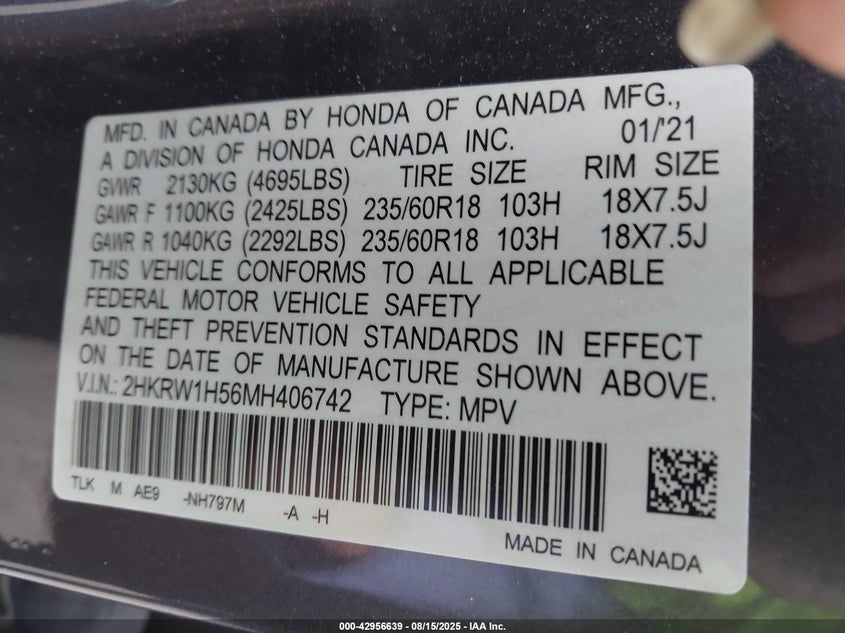 MFD. IN CANADA BY HONDA OF CANADA MFG.,
A DIVISION OF HONDA CANADA INC. 01/'21
GVWR 2130KG (4695LBS) TIRE SIZE RIM SIZE
GAWR F 1100KG (2425LBS) 235/60R18 103H 18X7.5J
GAWR R 1040KG (2292LBS) 235/60R18 103H 18X7.5J
THIS VEHICLE CONFORMS TO ALL APPLICABLE
FEDERAL MOTOR VEHICLE SAFETY
AND THEFT PREVENTION STANDARDS IN EFFECT
ON THE DATE OF MANUFACTURE SHOWN ABOVE.
V.I.N.: 2HKRW1H56MH406742 TYPE: MPV
TLK M AE9 -NH797M -A -H
MADE IN CANADA
000-42956639 - 08/15/2025 - IAA Inc.